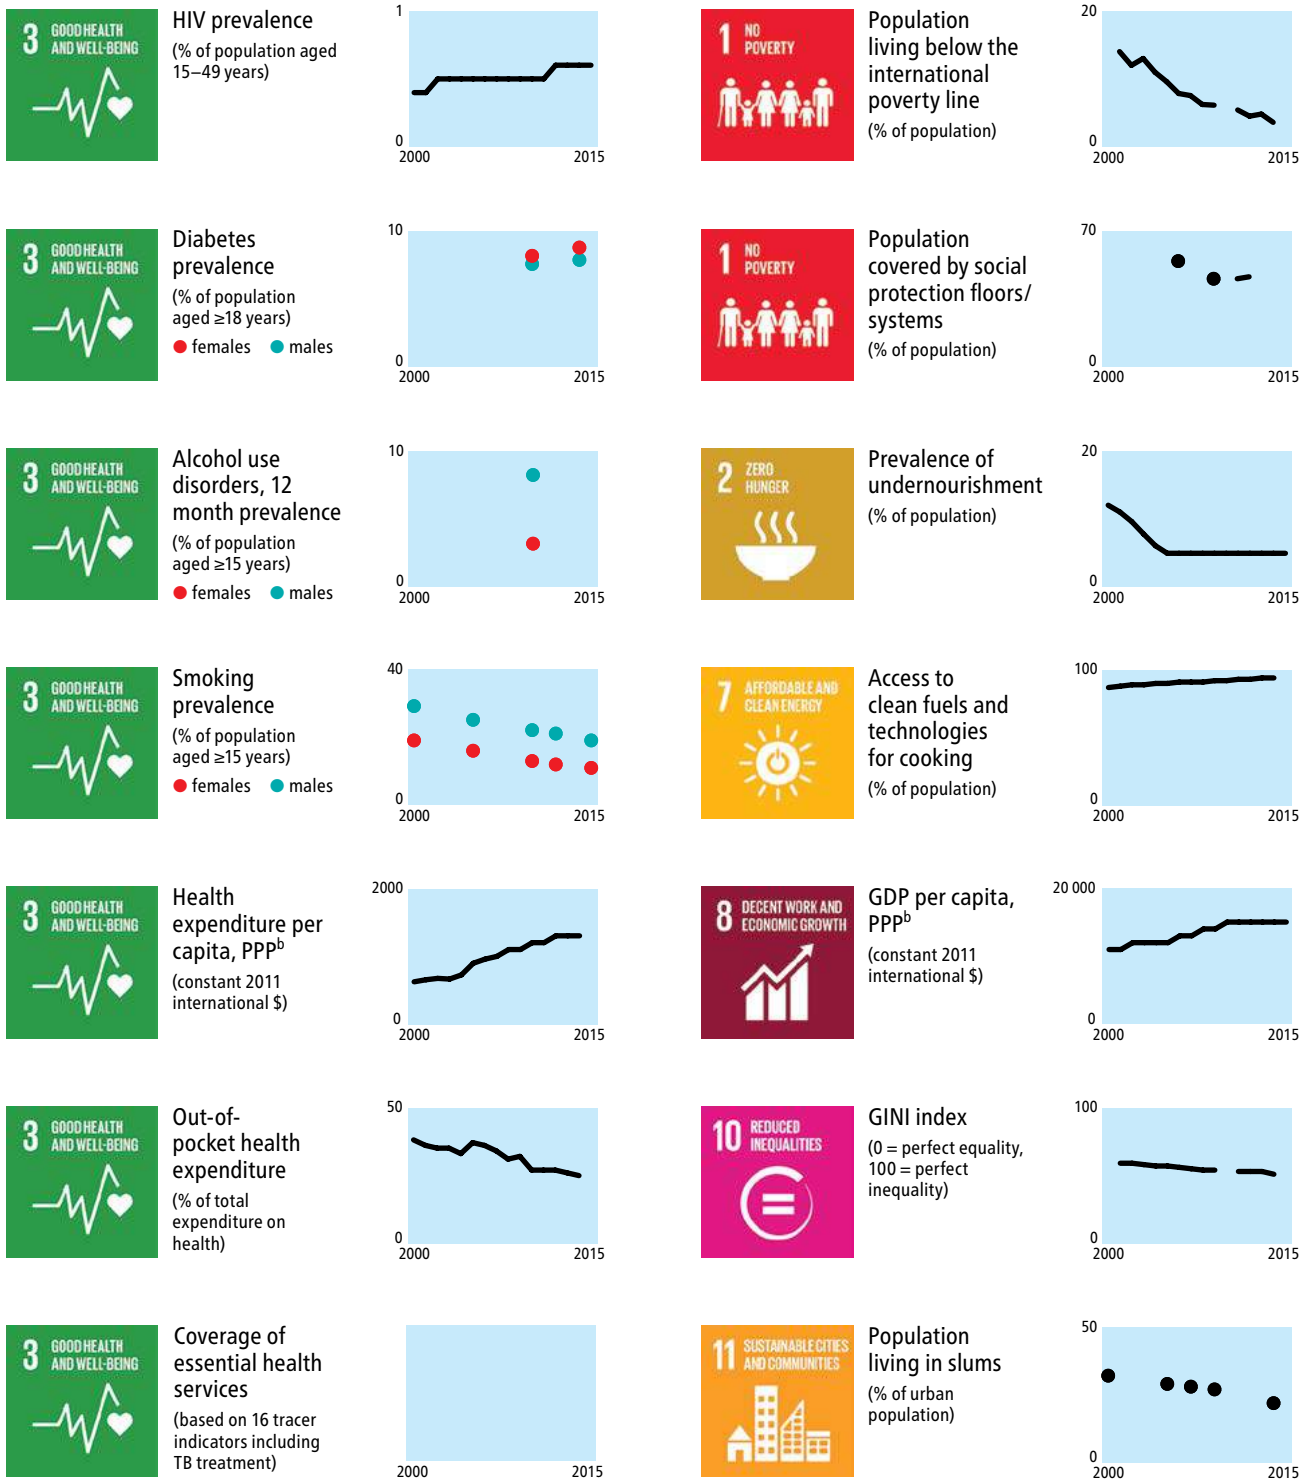 3 GOOD HEALTH
AND WELL-BEING
HIV prevalence
(% of population aged
15–49 years)
1
0
2000 2015
3 GOOD HEALTH
AND WELL-BEING
Diabetes
prevalence
(% of population
aged ≥18 years)
females males
10
0
2000 2015
3 GOOD HEALTH
AND WELL-BEING
Alcohol use
disorders, 12
month prevalence
(% of population
aged ≥15 years)
females males
10
0
2000 2015
3 GOOD HEALTH
AND WELL-BEING
Smoking
prevalence
(% of population
aged ≥15 years)
females males
40
0
2000 2015
3 GOOD HEALTH
AND WELL-BEING
Health
expenditure per
capita, PPPb
(constant 2011
international $)
2000
0
2000 2015
3 GOOD HEALTH
AND WELL-BEING
Out-of-
pocket health
expenditure
(% of total
expenditure on
health)
50
0
2000 2015
3 GOOD HEALTH
AND WELL-BEING
Coverage of
essential health
services
(based on 16 tracer
indicators including
TB treatment)
2000 2015
1 NO
POVERTY
Population
living below the
international
poverty line
(% of population)
20
0
2000 2015
1 NO
POVERTY
Population
covered by social
protection floors/
systems
(% of population)
70
0
2000 2015
2 ZERO
HUNGER
Prevalence of
undernourishment
(% of population)
20
0
2000 2015
7 AFFORDABLE AND
CLEAN ENERGY
Access to
clean fuels and
technologies
for cooking
(% of population)
100
0
2000 2015
8 DECENT WORK AND
ECONOMIC GROWTH
GDP per capita,
PPPb
(constant 2011
international $)
20 000
0
2000 2015
10 REDUCED
INEQUALITIES
GINI index
(0 = perfect equality,
100 = perfect
inequality)
100
0
2000 2015
11 SUSTAINABLE CITIES
AND COMMUNITIES
Population
living in slums
(% of urban
population)
50
0
2000 2015